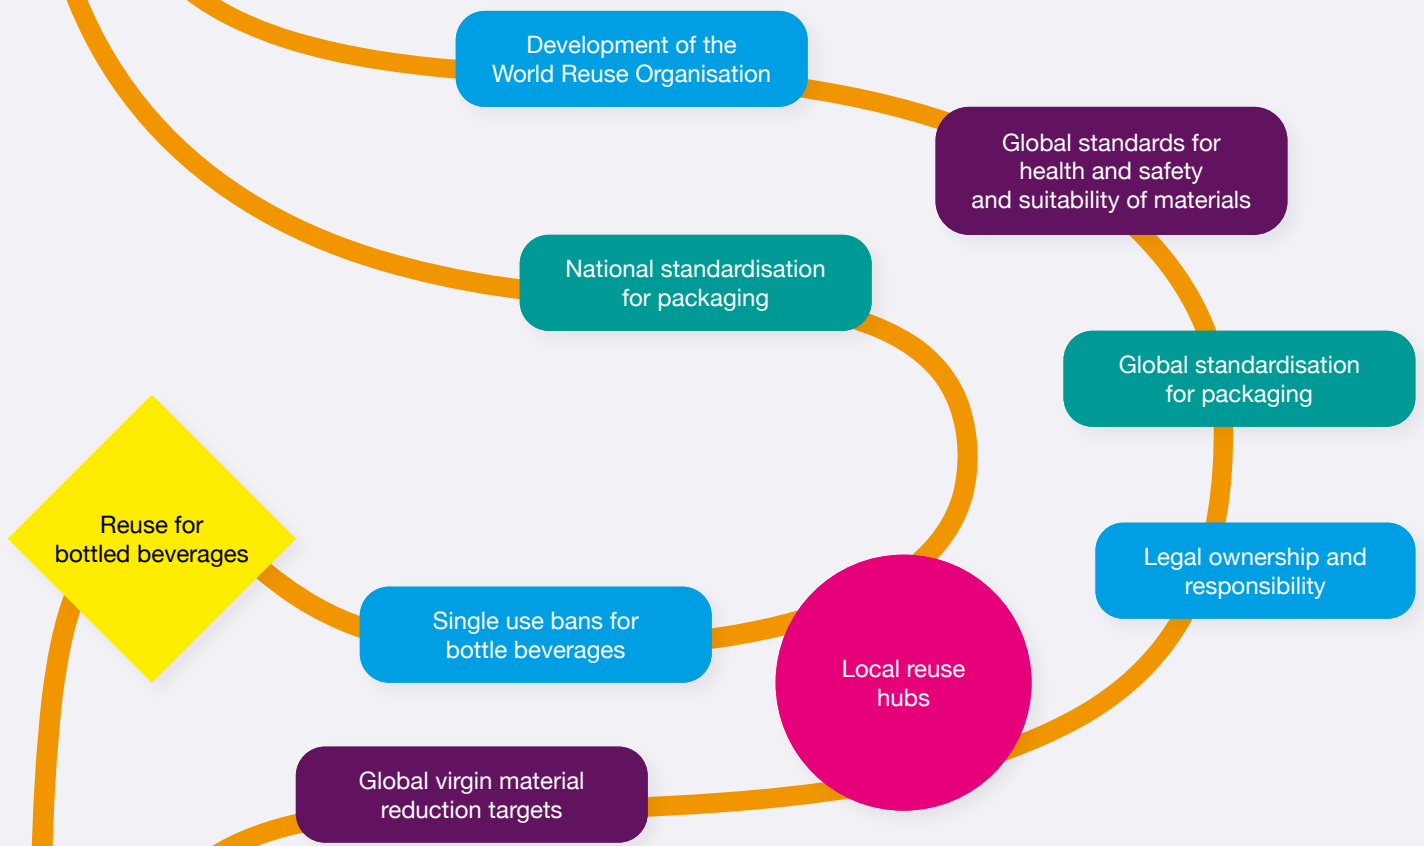 Development of the
World Reuse Organisation
Global standards for
health and safety
and suitability of materials
National standardisation
for packaging
Global standardisation
for packaging
Reuse for
bottled beverages
Legal ownership and
responsibility
Single use bans for
bottle beverages
Local reuse
hubs
Global virgin material
reduction targets